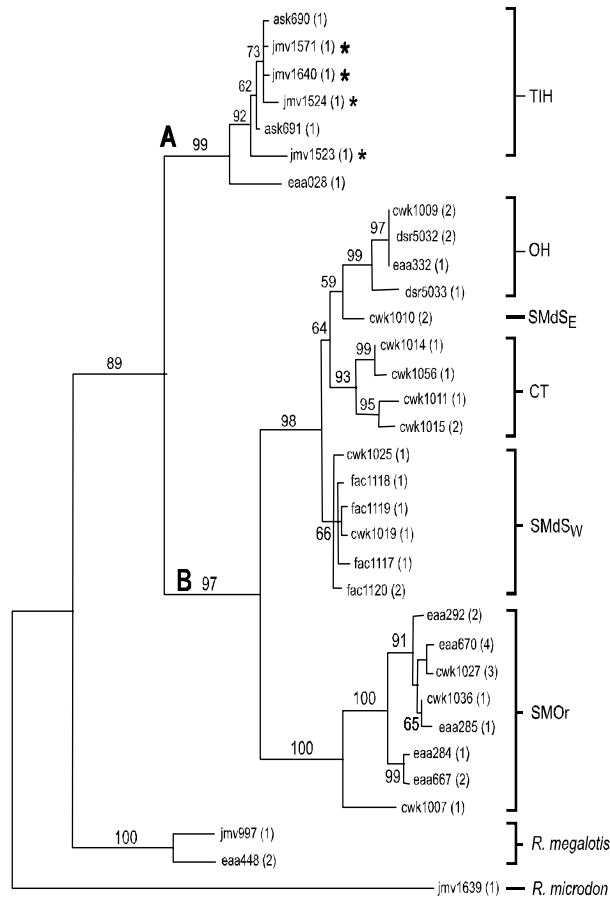 ask690 (1)
73 jmv1571 (1) *
jmv1640 (1) *
62
jmv1524 (1) *
TIH
92
ask691 (1)
A 99
jmv1523 (1) *
eaa028 (1)
cwk1009 (2)
97
dsr5032 (2)
OH
99
eaa332 (1)
59
dsr5033 (1)
cwk1010 (2)
SMdSE
64
cwk1014 (1)
99
89
cwk1056 (1)
93
CT
95 cwk1011 (1)
98
cwk1015 (2)
cwk1025 (1)
fac1118 (1)
fac1119 (1)
SMdSW
66 cwk1019 (1)
fac1117 (1)
B 97
fac1120 (2)
eaa292 (2)
91
eaa670 (4)
cwk1027 (3)
100
cwk1036 (1)
SMOr
65 eaa285 (1)
100
eaa284 (1)
99 eaa667 (2)
cwk1007 (1)
jmv997 (1)
100
R. megalotis
eaa448 (2)
jmv1639 (1)
R. microdon